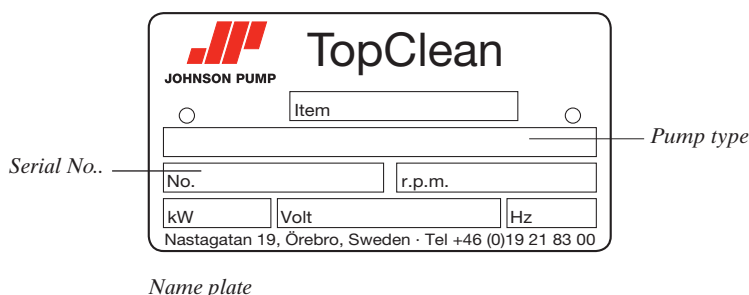 TopClean
JOHNSON PUMP
Item
Pump type
Serial No..
No. r.p.m.
kW Volt Hz
Nastagatan 19, Örebro, Sweden · Tel +46 (0)19 21 83 00
Name plate